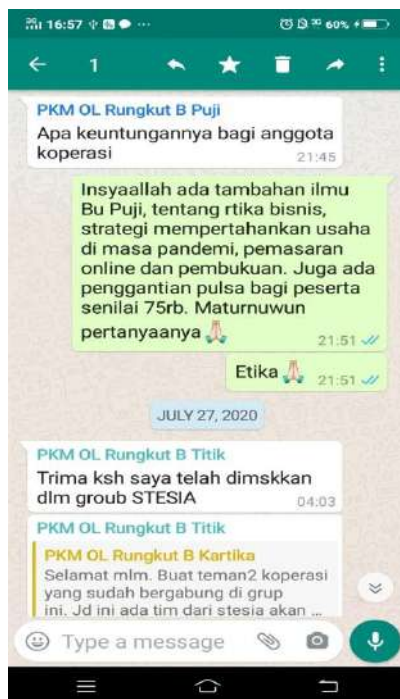 16:57
60%
1
PKM OL Rungkut B Puji
Apa keuntungannya bagi anggota
koperasi
21:45
Insyaallah ada tambahan ilmu
Bu Puji, tentang rtika bisnis,
strategi mempertahankan usaha
di masa pandemi, pemasaran
online dan pembukuan. Juga ada
penggantian pulsa bagi peserta
senilai 75rb. Maturnuwun
pertanyaanya 🙏🏻
21:51
Etika 🙏🏻
21:51
JULY 27, 2020
PKM OL Rungkut B Titik
Trima ksh saya telah dimskkan
dlm groub STESIA
04:03
PKM OL Rungkut B Titik
PKM OL Rungkut B Kartika
Selamat mlm. Buat teman2 koperasi
yang sudah bergabung di grup
ini. Jd ini ada tim dari stesia akan ...
Type a message